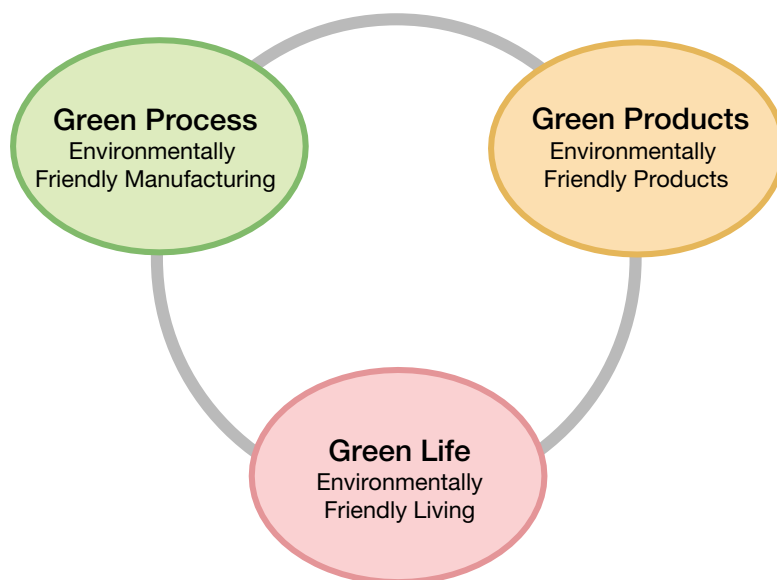 Green Process
Environmentally
Friendly Manufacturing
Green Products
Environmentally
Friendly Products
Green Life
Environmentally
Friendly Living